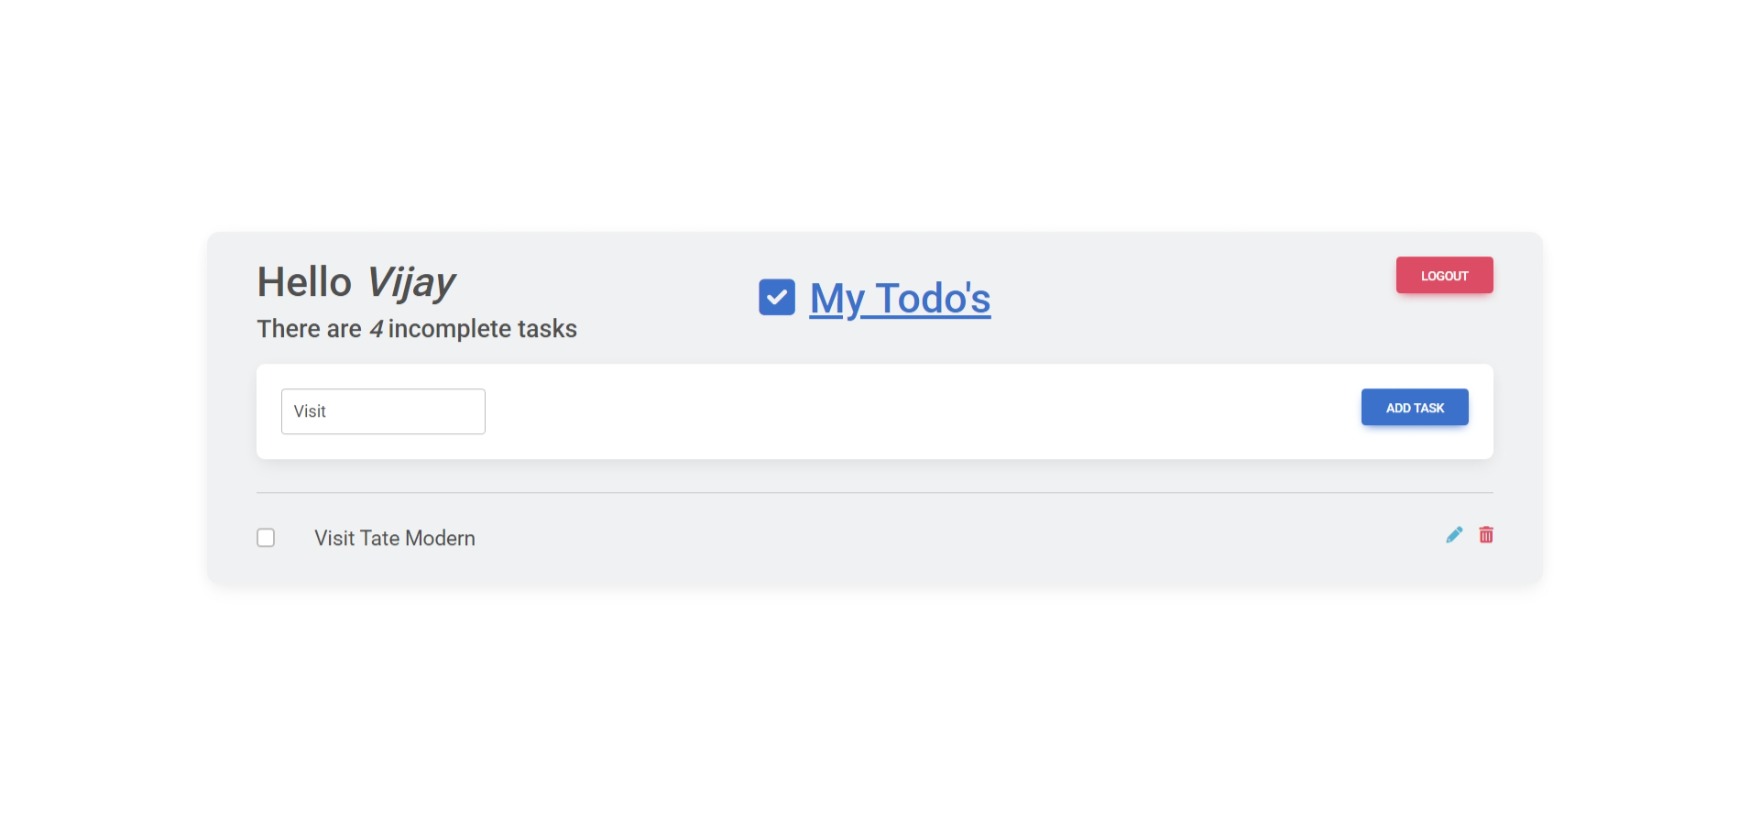 Hello Vijay
There are 4 incomplete tasks
My Todo's
LOGOUT
Visit
ADD TASK
Visit Tate Modern